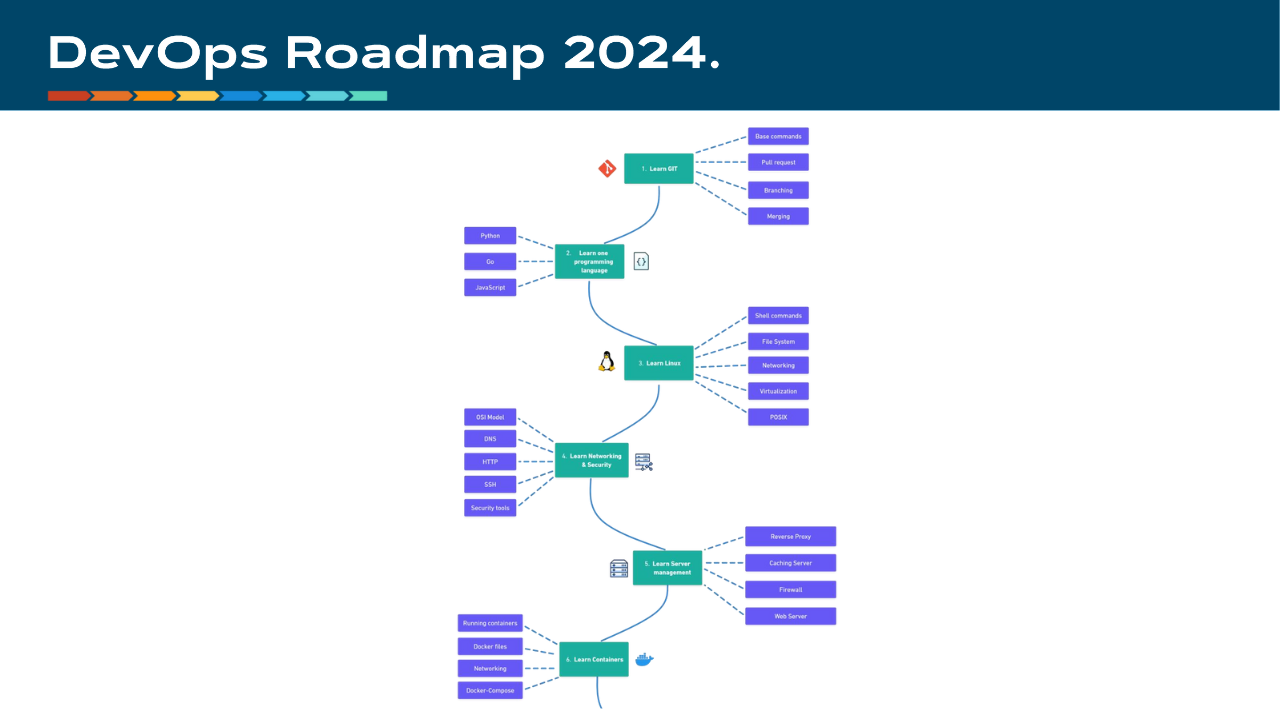 DevOps Roadmap 2024.
1. Learn GIT
Base commands
Pull request
Branching
Merging
2. Learn one
programming
language
Python
Go
JavaScript
{}
3. Learn Linus
Shell commands
File System
Networking
Virtualization
POSIX
4. Learn Networking
& Security
OSI Model
DNS
HTTP
SSH
Security tools
5. Learn Server
management
Reverse Proxy
Caching Server
Firewall
Web Server
6. Learn Containers
Running containers
Docker files
Networking
Docker-Compose